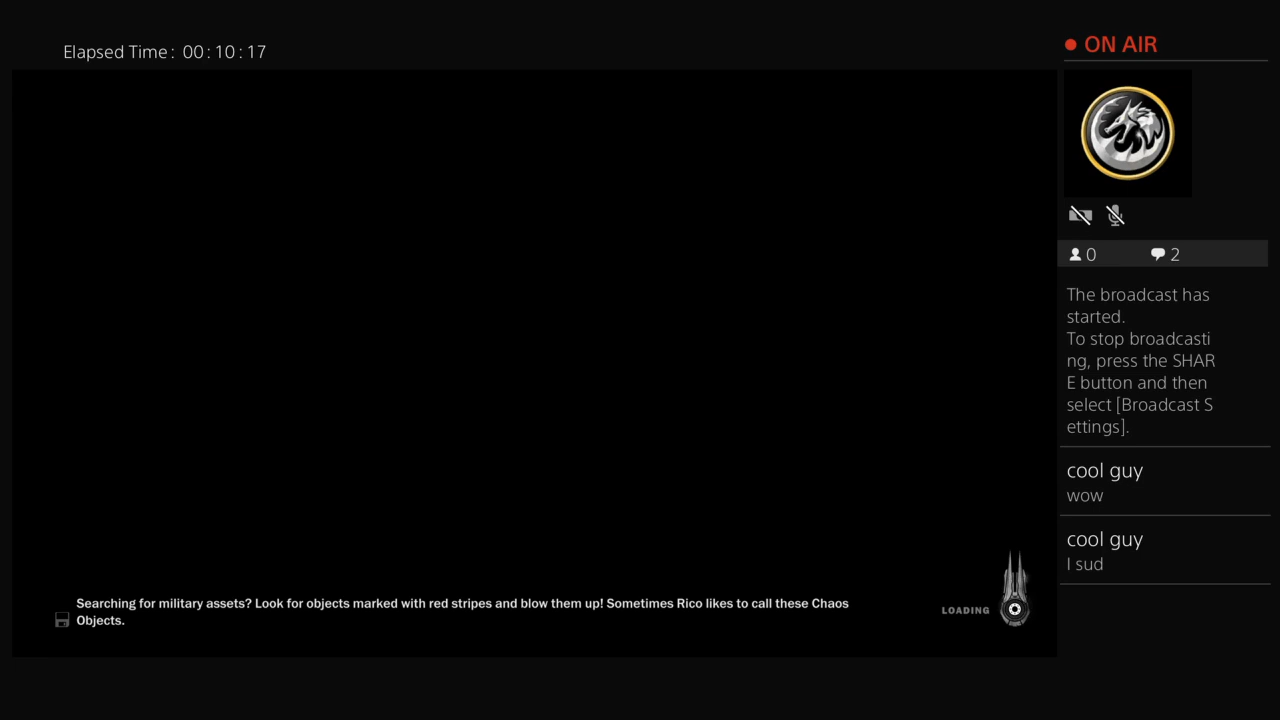 Elapsed Time: 00:10:17
ON AIR
0 2
The broadcast has
started.
To stop broadcasti
ng, press the SHAR
E button and then
select [Broadcast S
ettings].
cool guy
wow
cool guy
I sud
Searching for military assets? Look for objects marked with red stripes and blow them up! Sometimes Rico likes to call these Chaos
Objects.
LOADING